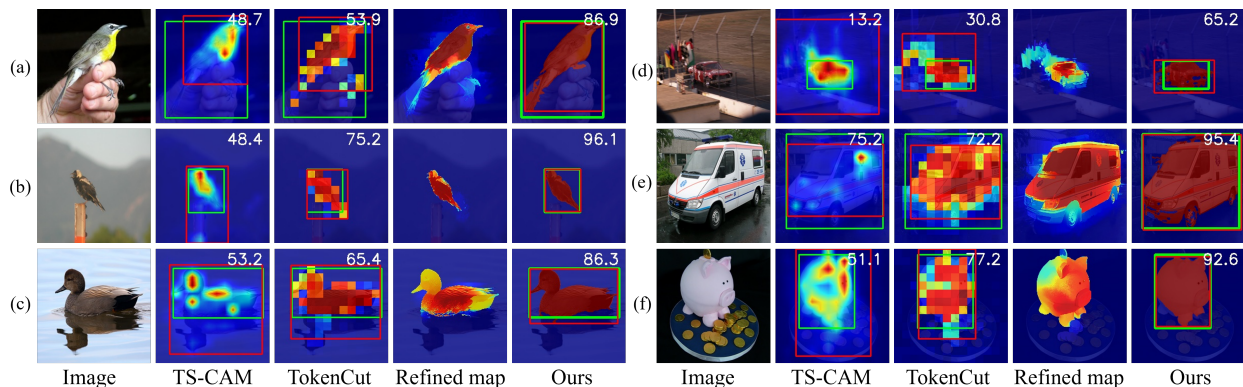 (a) 48.7 53.9 86.9
(b) 48.4 75.2 96.1
(c) 53.2 65.4 86.3
Image TS-CAM TokenCut Refined map Ours
(d) 13.2 30.8 65.2
(e) 75.2 72.2 95.4
(f) 51.1 77.2 92.6
Image TS-CAM TokenCut Refined map Ours